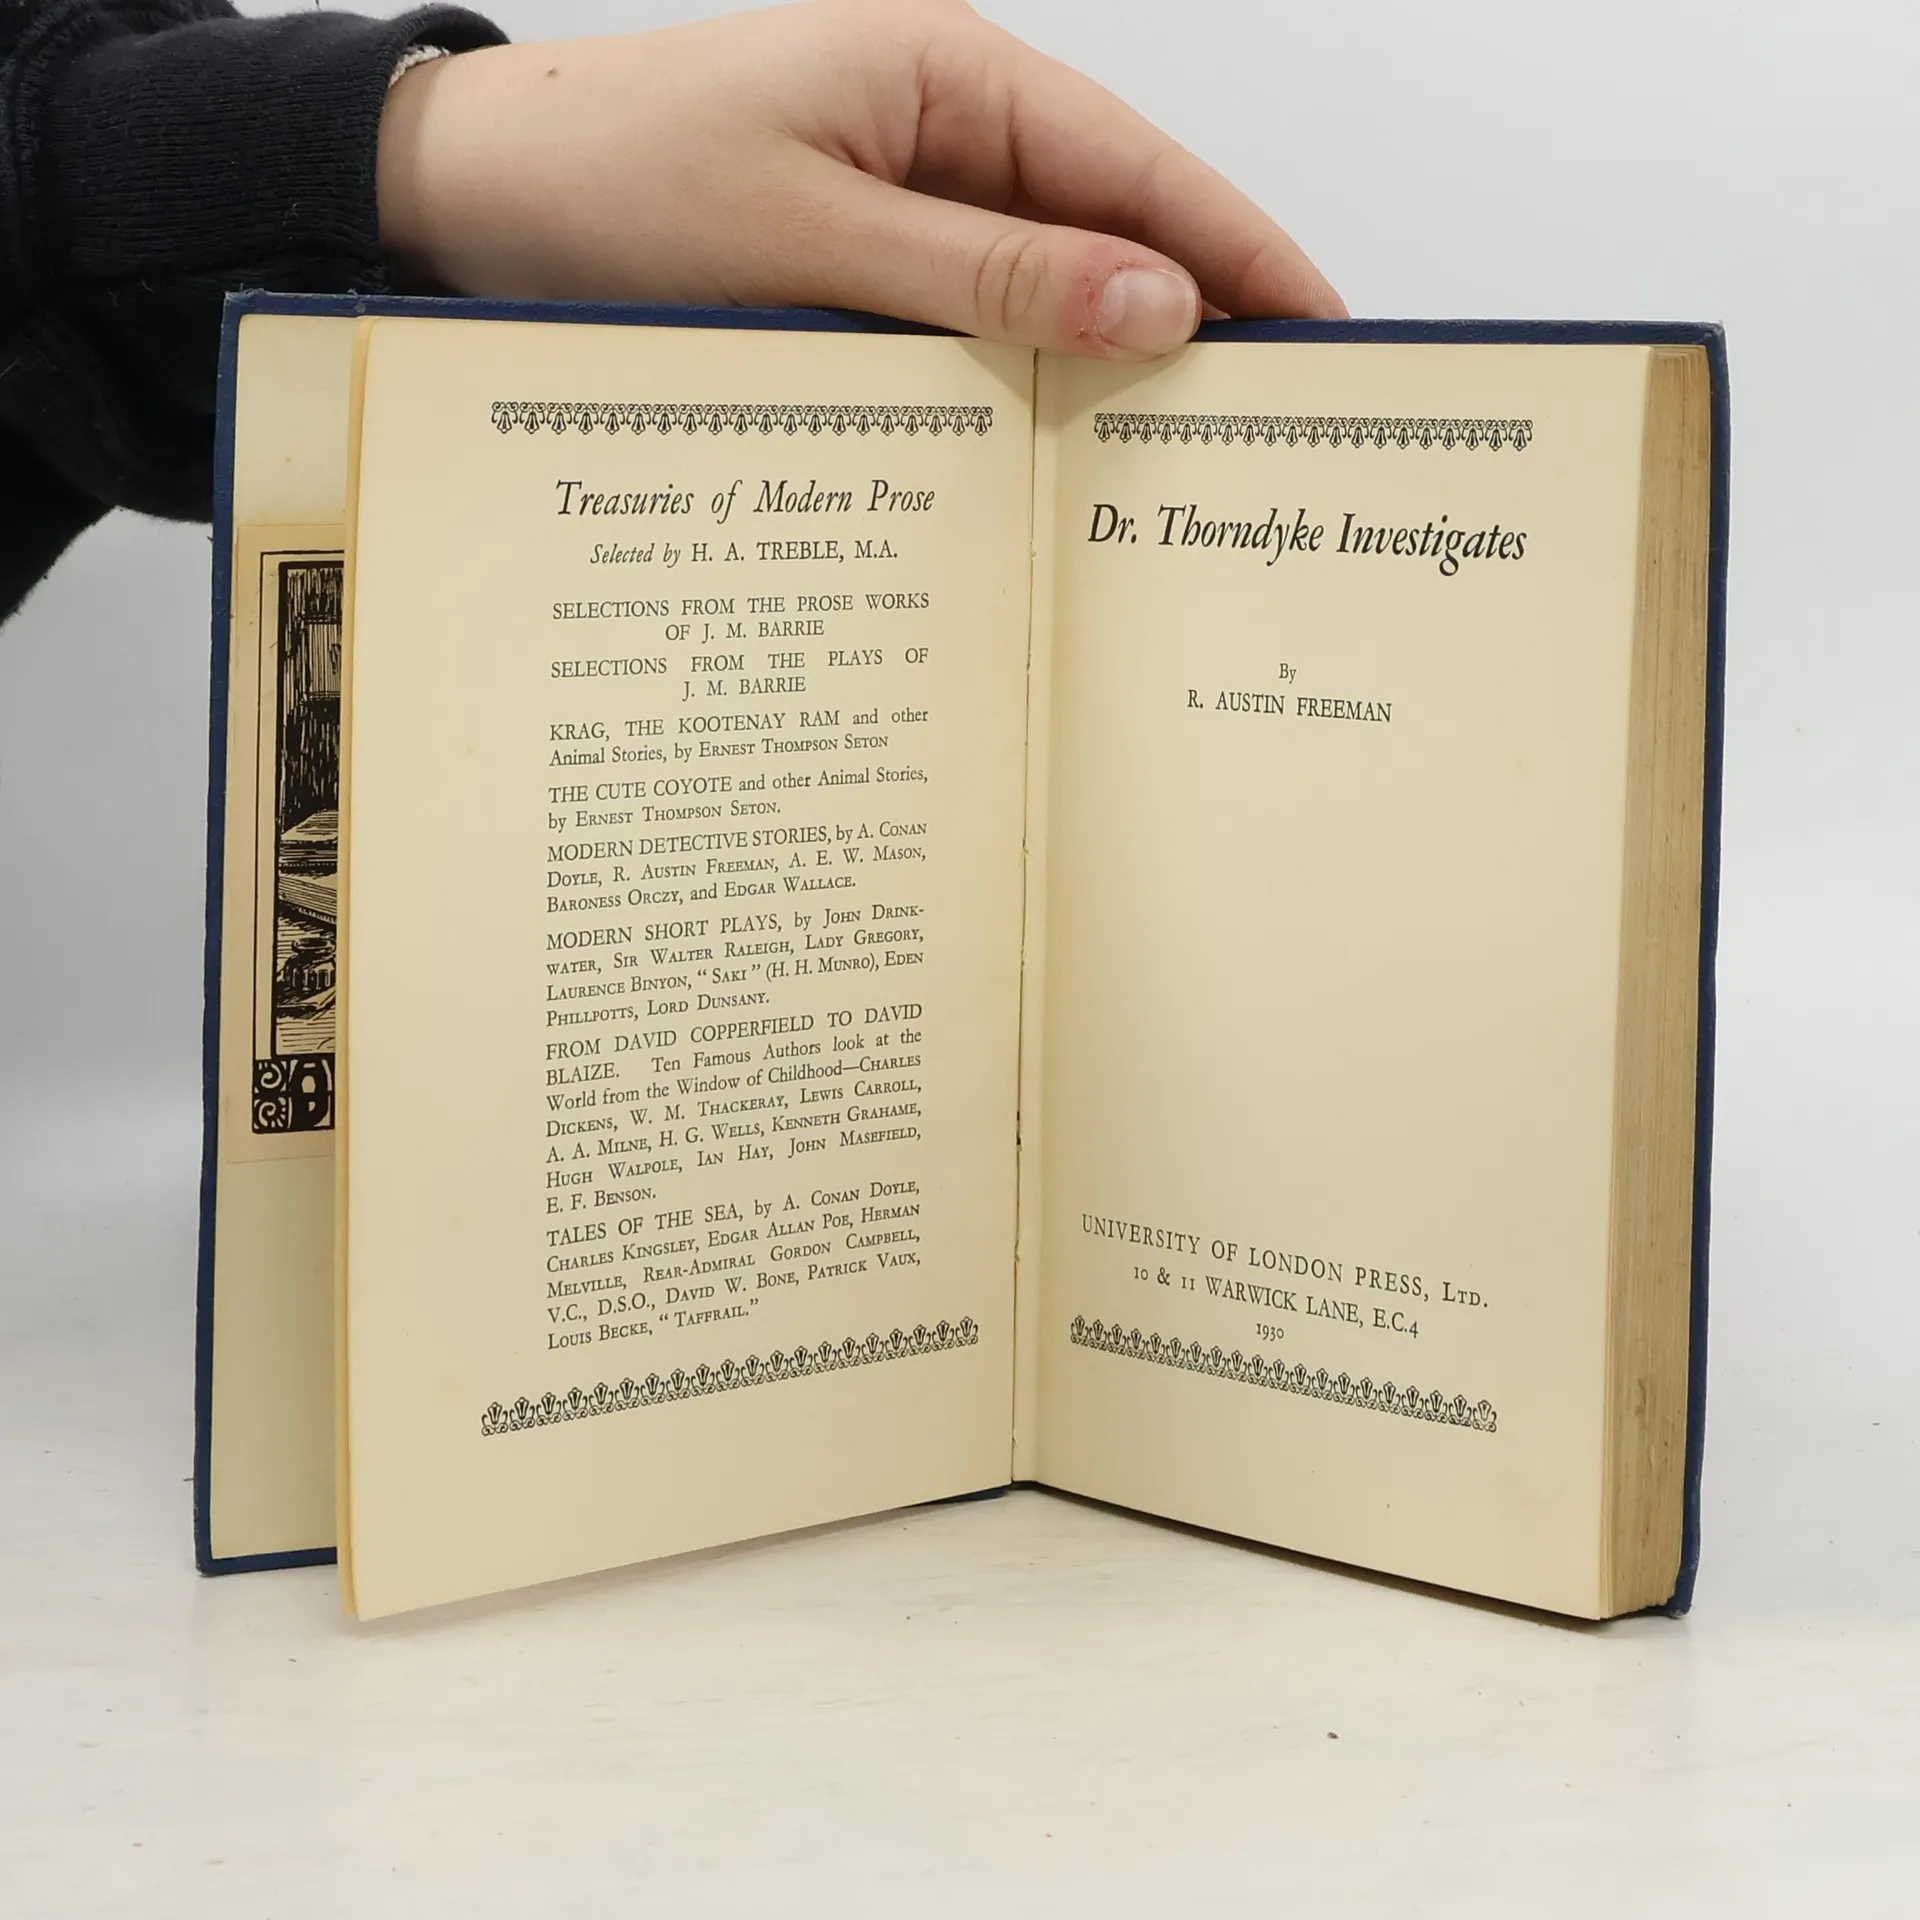 Treasuries of Modern Prose
Selected by H. A. TREBLE, M.A.
SELECTIONS FROM THE PROSE WORKS
OF J. M. BARRIE
SELECTIONS FROM THE PLAYS OF
J. M. BARRIE
KRAG, THE KOOTENAY RAM and other
Animal Stories, by ERNEST THOMPSON SETON
THE CUTE COYOTE and other Animal Stories,
by ERNEST THOMPSON SETON.
MODERN DETECTIVE STORIES, by A. CONAN
DOYLE, R. AUSTIN FREEMAN, A. E. W. MASON,
BARONESS ORCZY, and EDGAR WALLACE.
MODERN SHORT PLAYS, by JOHN DRINK-
WATER, SIR WALTER RALEIGH, LADY GREGORY,
LAURENCE BINYON, “ SAKI ” (H. H. MUNRO), EDEN
PHILLPOTTS, LORD DUNSANY.
FROM DAVID COPPERFIELD TO DAVID
BLAIZE. Ten Famous Authors look at the
World from the Window of Childhood—CHARLES
DICKENS, W. M. THACKERAY, LEWIS CARROLL,
A. A. MILNE, H. G. WELLS, KENNETH GRAHAME,
HUGH WALPOLE, IAN HAY, JOHN MASEFIELD,
E. F. BENSON.
TALES OF THE SEA, by A. CONAN DOYLE,
CHARLES KINGSLEY, EDGAR ALLAN POE, HERMAN
MELVILLE, REAR-ADMIRAL GORDON CAMPBELL,
V.C., D.S.O., DAVID W. BONE, PATRICK VAUX,
LOUIS BECKE, “ TAFFRAIL.”
Dr. Thorndyke Investigates
By
R. AUSTIN FREEMAN
UNIVERSITY OF LONDON PRESS, LTD.
10 & 11 WARWICK LANE, E.C.4
1930